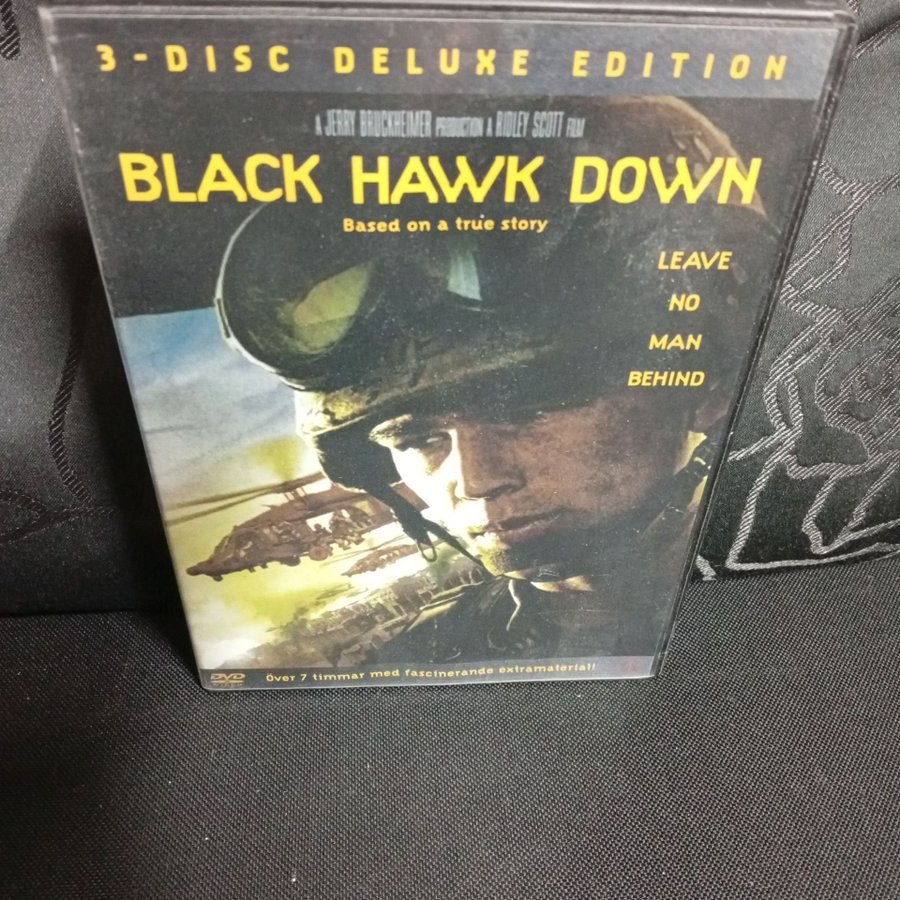 3-DISC DELUXE EDITION
A JERRY BRUCKHEIMER PRODUCTION A RIDLEY SCOTT FILM
BLACK HAWK DOWN
Based on a true story
LEAVE
NO
MAN
BEHIND
DVD
VIDEO
Över 7 timmar med fascinerande extramaterial!